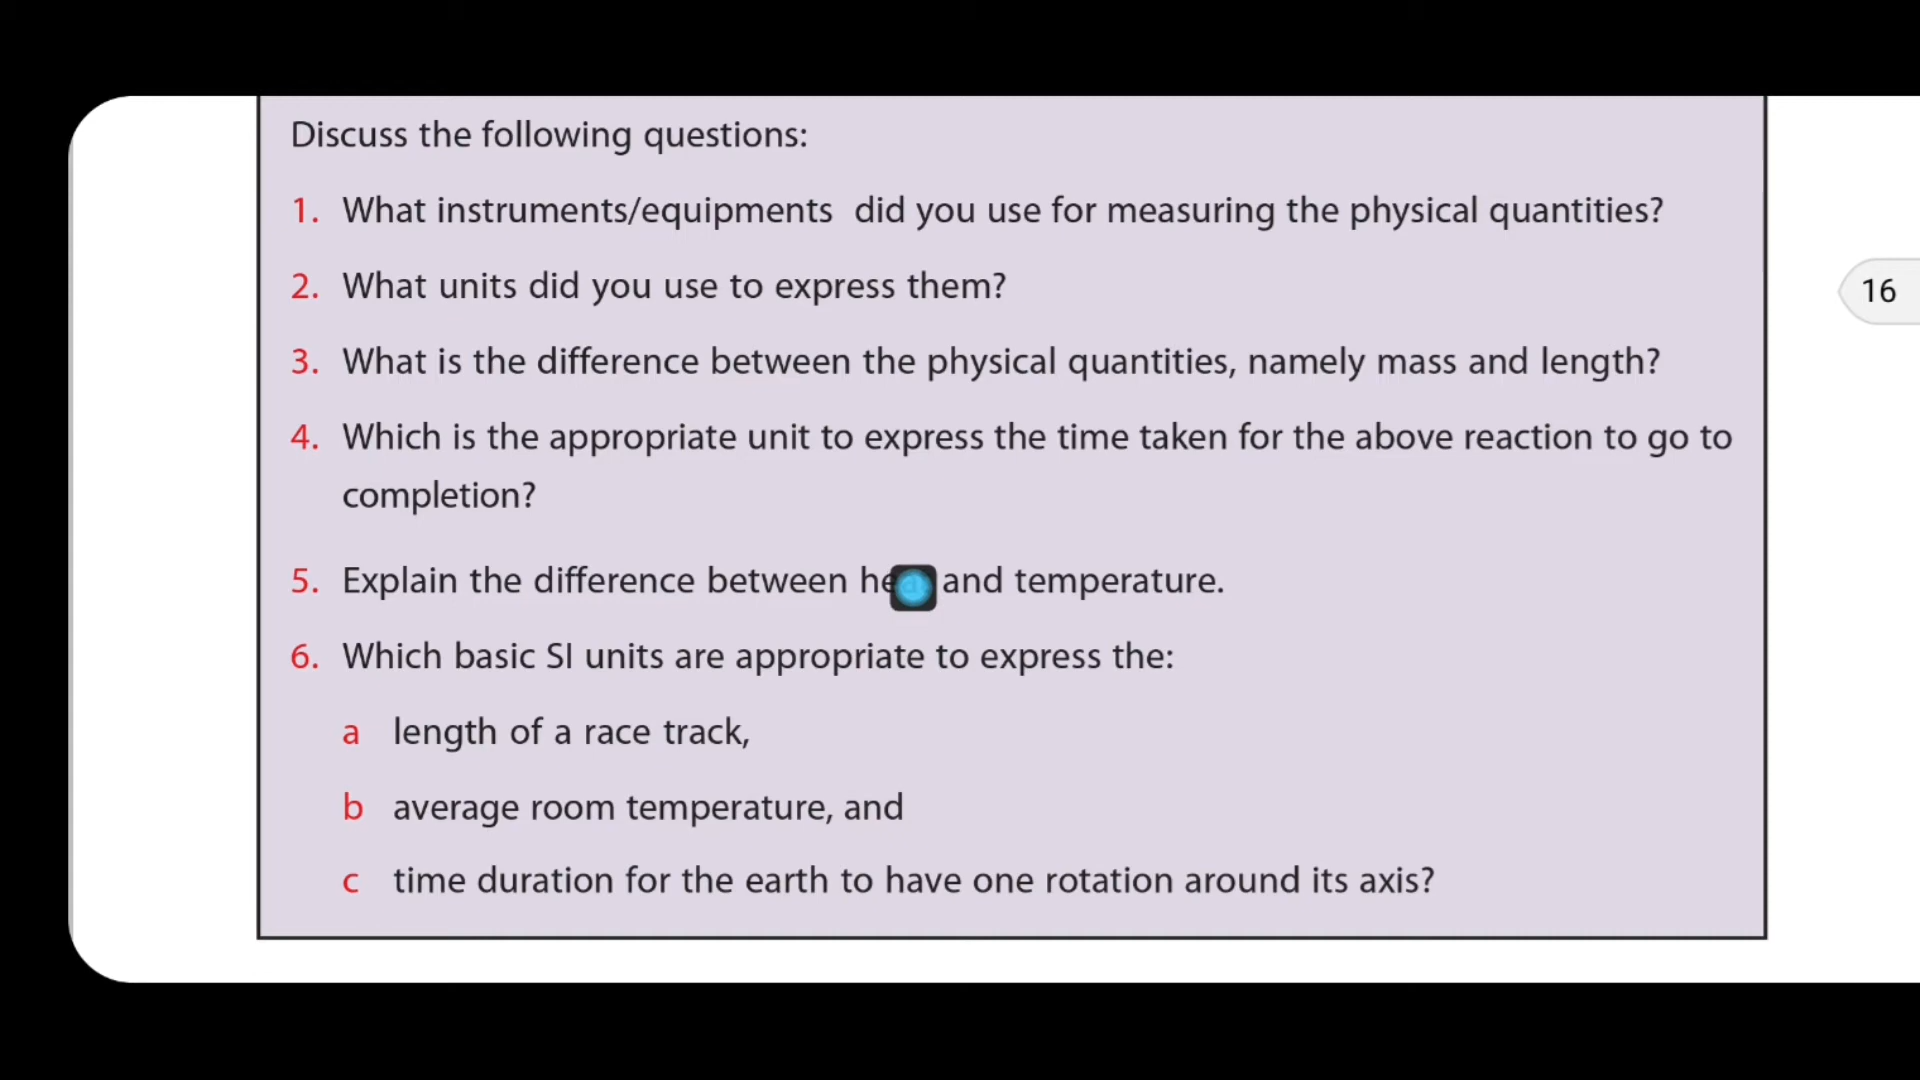 Discuss the following questions:
1. What instruments/equipments did you use for measuring the physical quantities?
2. What units did you use to express them?
16
3. What is the difference between the physical quantities, namely mass and length?
4. Which is the appropriate unit to express the time taken for the above reaction to go to
completion?
5. Explain the difference between and temperature.
6. Which basic SI units are appropriate to express the:
a length of a race track,
b average room temperature, and
c time duration for the earth to have one rotation around its axis?